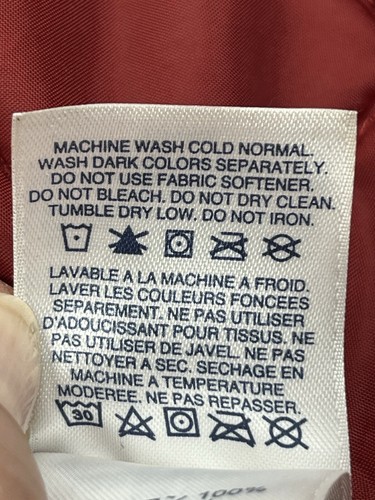 MACHINE WASH COLD NORMAL.
WASH DARK COLORS SEPARATELY.
DO NOT USE FABRIC SOFTENER.
DO NOT BLEACH. DO NOT DRY CLEAN.
TUMBLE DRY LOW. DO NOT IRON.
LAVABLE A LA MACHINE A FROID.
LAVER LES COULEURS FONCEES
SEPAREMENT. NE PAS UTILISER
D'ADOUCISSANT POUR TISSUS. NE
PAS UTILISER DE JAVEL. NE PAS
NETTOYER A SEC. SECHAGE EN
MACHINE A TEMPERATURE
MODEREE. NE PAS REPASSER.
30
% 100%